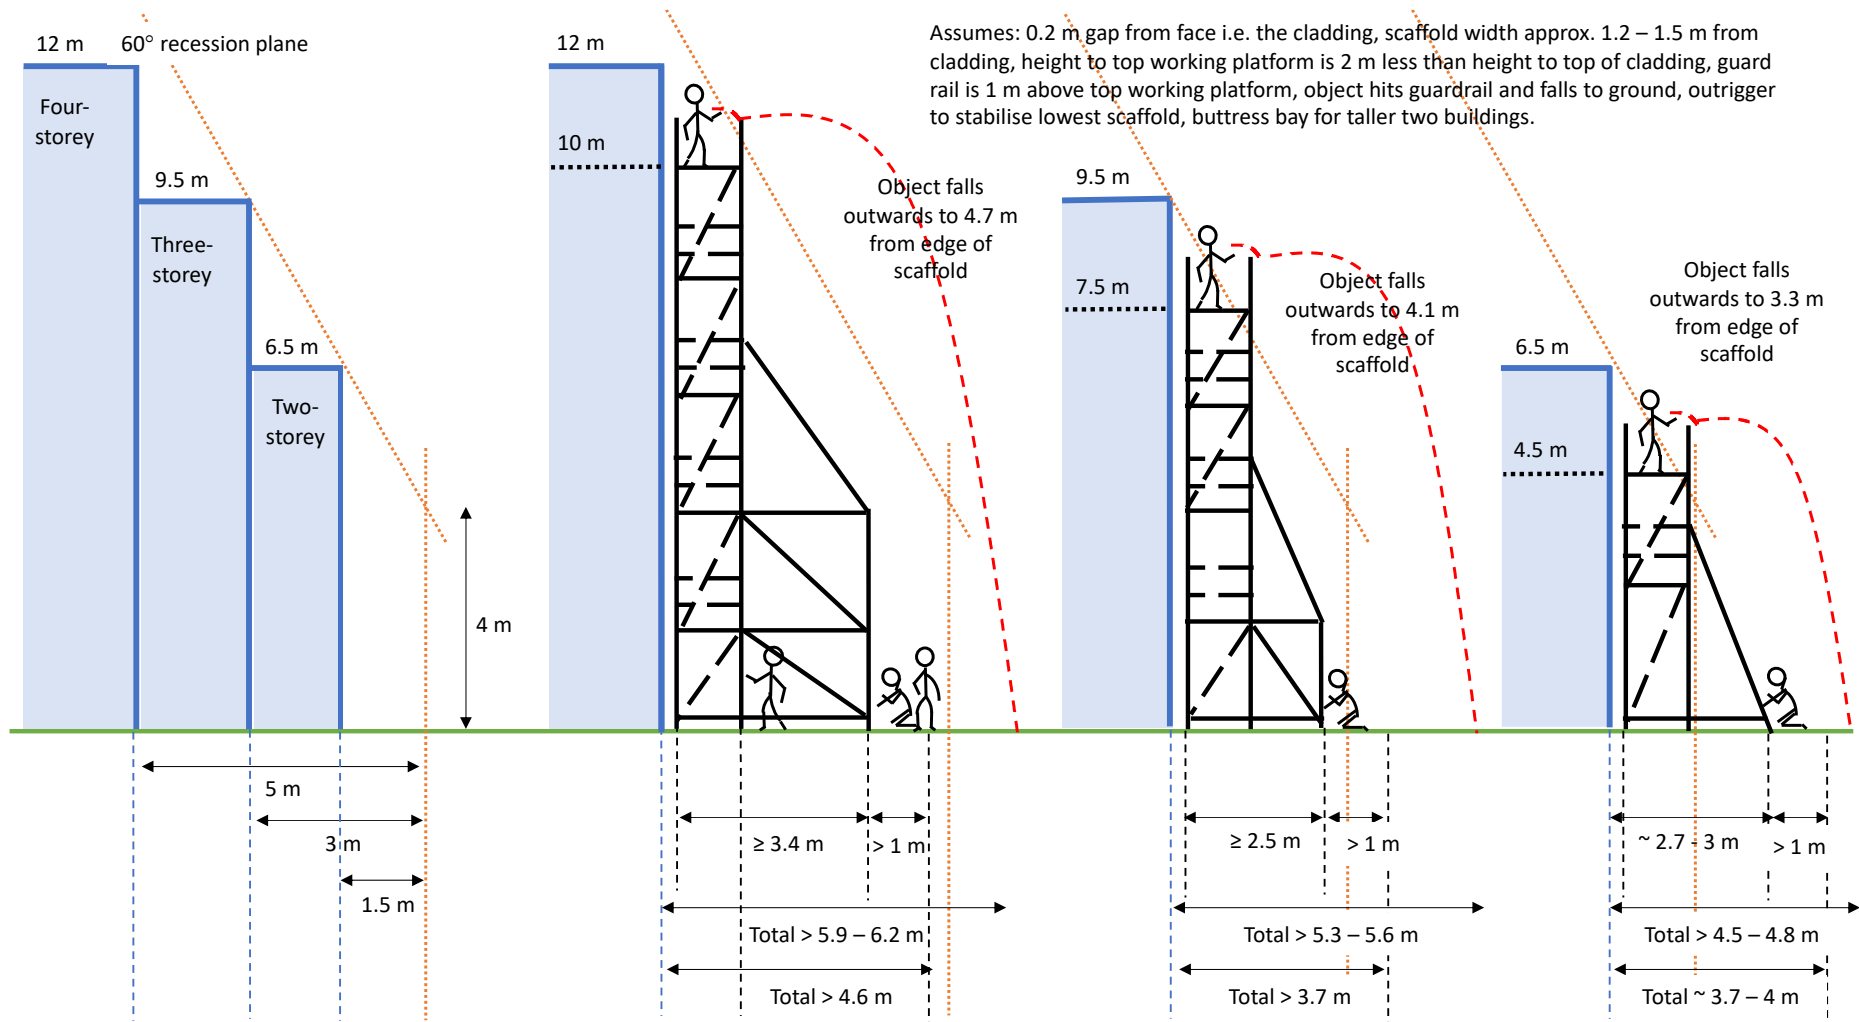 12 m
60° recession plane
Four-
storey
9.5 m
Three-
storey
6.5 m
Two-
storey
4 m
5 m
3 m
1.5 m
12 m
10 m
Object falls
outwards to 4.7 m
from edge of
scaffold
≥ 3.4 m
> 1 m
Total > 5.9 – 6.2 m
Total > 4.6 m
Assumes: 0.2 m gap from face i.e. the cladding, scaffold width approx. 1.2 – 1.5 m from
cladding, height to top working platform is 2 m less than height to top of cladding, guard
rail is 1 m above top working platform, object hits guardrail and falls to ground, outrigger
to stabilise lowest scaffold, buttress bay for taller two buildings.
9.5 m
7.5 m
Object falls
outwards to 4.1 m
from edge of
scaffold
≥ 2.5 m
> 1 m
Total > 5.3 – 5.6 m
Total > 3.7 m
6.5 m
4.5 m
Object falls
outwards to 3.3 m
from edge of
scaffold
~ 2.7 - 3 m
> 1 m
Total > 4.5 – 4.8 m
Total ~ 3.7 – 4 m